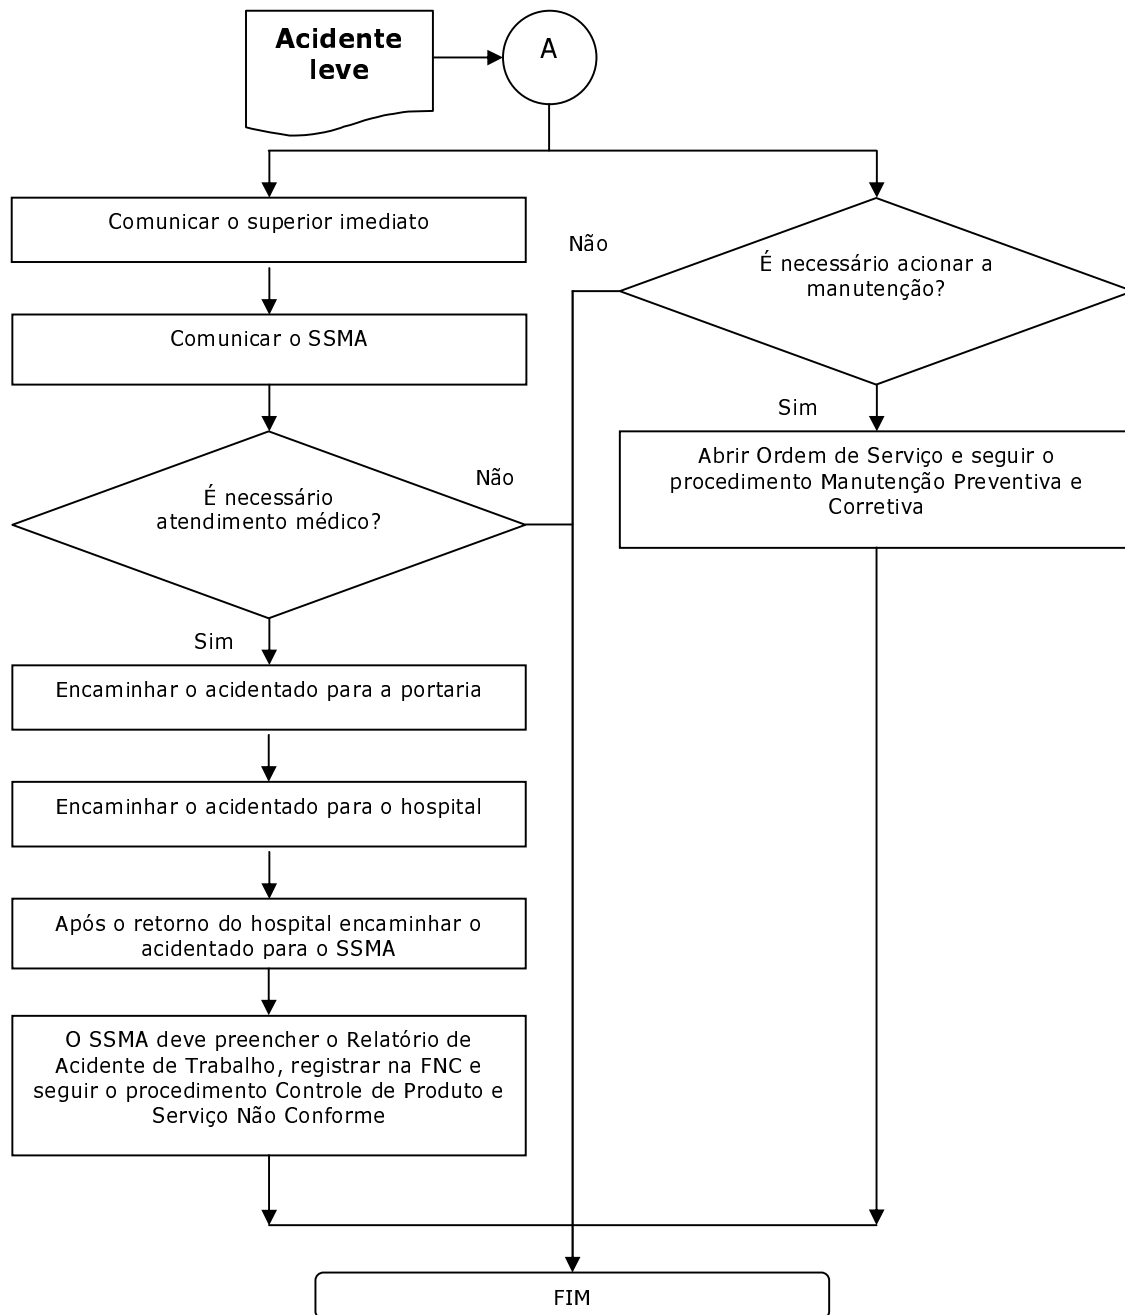 Acidente
leve
A
Comunicar o superior imediato
Comunicar o SSMA
É necessário
atendimento médico?
Não
Sim
Encaminhar o acidentado para a portaria
Encaminhar o acidentado para o hospital
Após o retorno do hospital encaminhar o
acidentado para o SSMA
O SSMA deve preencher o Relatório de
Acidente de Trabalho, registrar na FNC e
seguir o procedimento Controle de Produto e
Serviço Não Conforme
Não
É necessário acionar a
manutenção?
Sim
Abrir Ordem de Serviço e seguir o
procedimento Manutenção Preventiva e
Corretiva
FIM